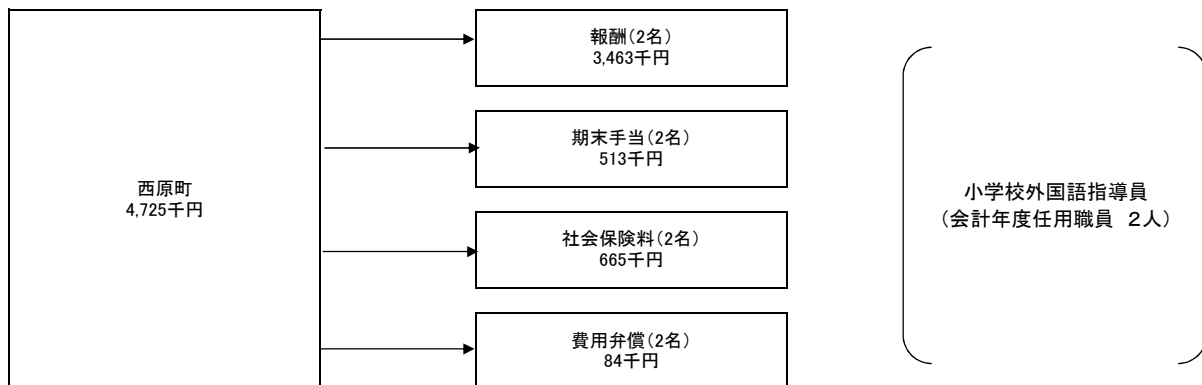 西原町
4,725千円
報酬(2名)
3,463千円
期末手当(2名)
513千円
社会保険料(2名)
665千円
費用弁償(2名)
84千円
小学校外国語指導員
(会計年度任用職員 2人)